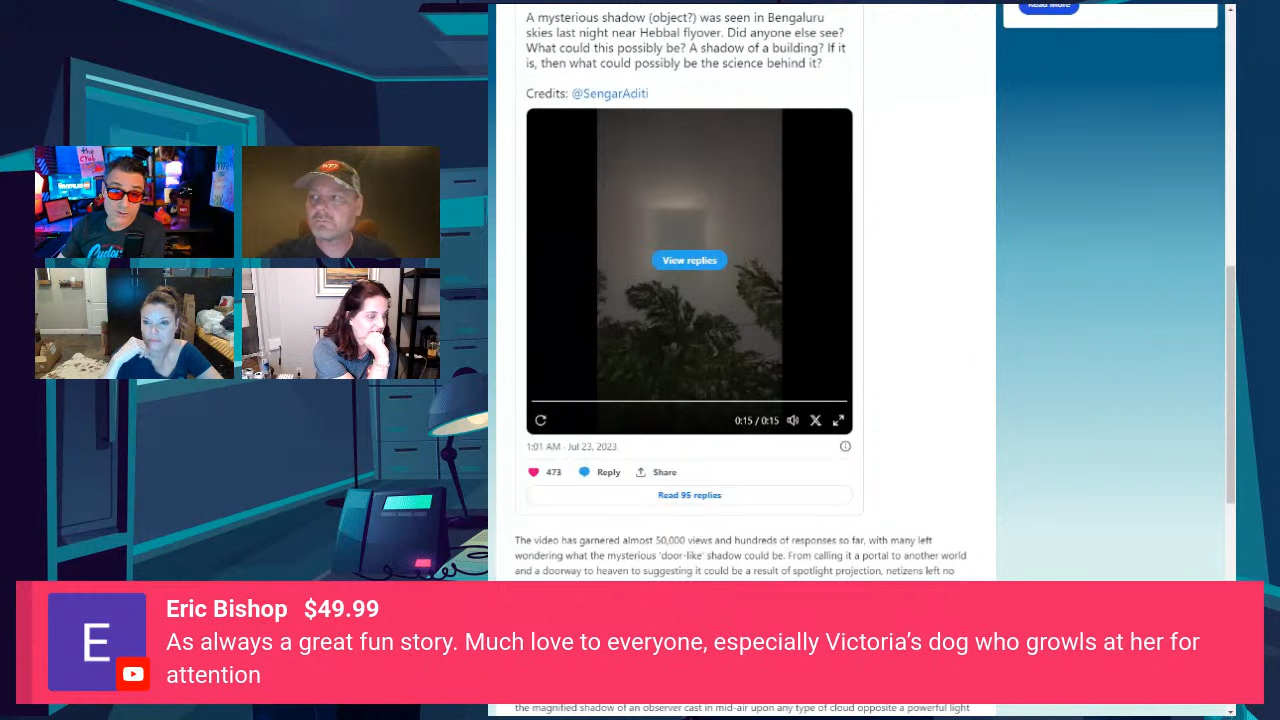 Read More
A mysterious shadow (object?) was seen in Bengaluru
skies last night near Hebbal flyover. Did anyone else see?
What could this possibly be? A shadow of a building? If it
is, then what could possibly be the science behind it?
Credits: @SengarAditi
View replies
0:15 / 0:15
1:01 AM - Jul 23, 2023
473 Reply Share
Read 95 replies
The video has garnered almost 50,000 views and hundreds of responses so far, with many left
wondering what the mysterious 'door-like' shadow could be. From calling it a portal to another world
and a doorway to heaven to suggesting it could be a result of spotlight projection, netizens left no
Eric Bishop $49.99
As always a great fun story. Much love to everyone, especially Victoria’s dog who growls at her for
attention
E
the magnified shadow of an observer cast in mid-air upon any type of cloud opposite a powerful light